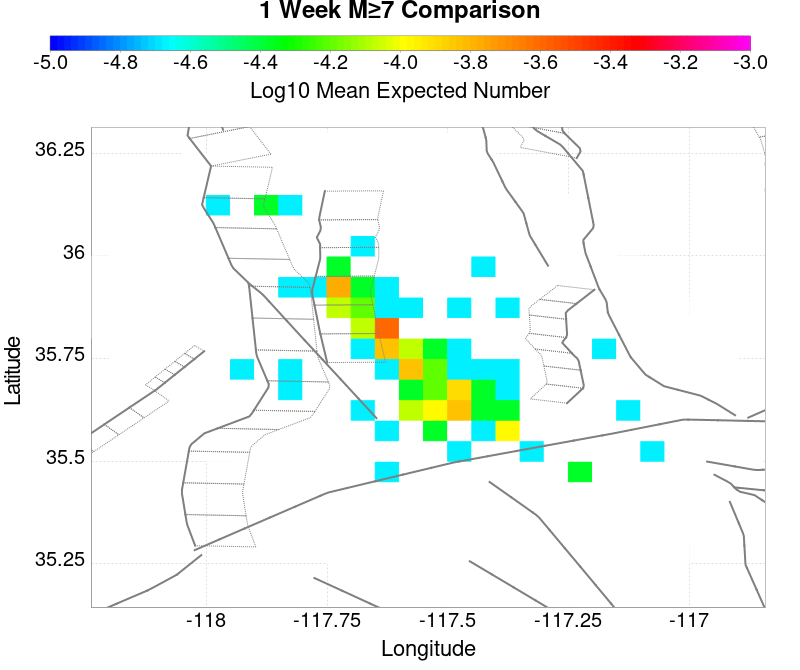 1 Week M≥7 Comparison
-5.0 -4.8 -4.6 -4.4 -4.2 -4.0 -3.8 -3.6 -3.4 -3.2 -3.0
Log10 Mean Expected Number
36.25
36
35.75
35.5
35.25
Latitude
-118 -117.75 -117.5 -117.25 -117
Longitude